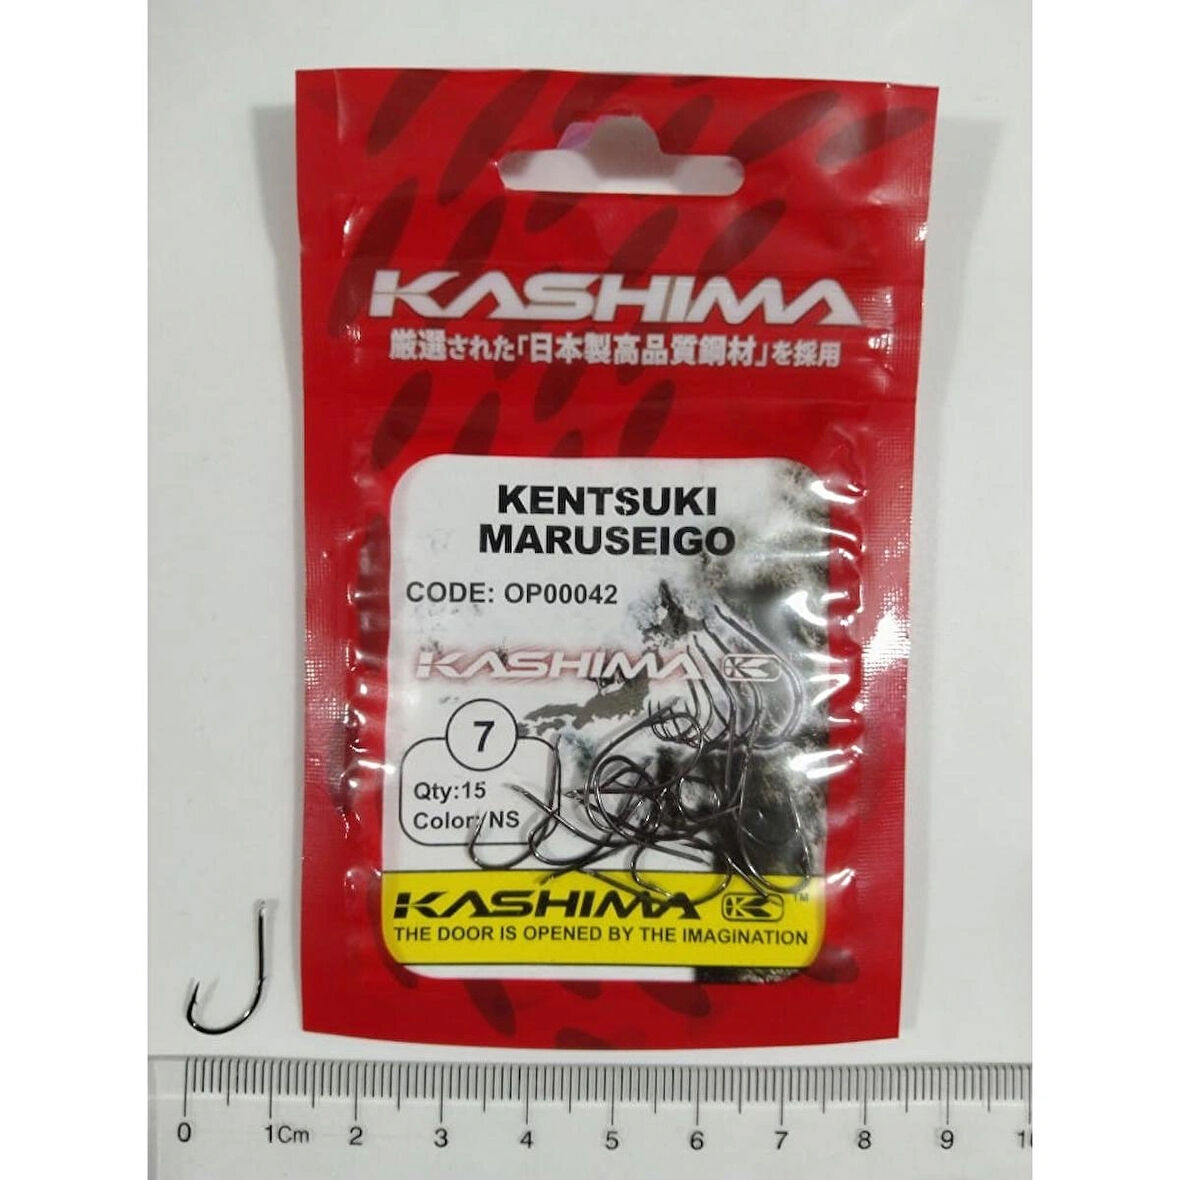 KASHIMA
厳選された「日本製高品質鋼材」を採用
KENTSUKI
MARUSEIGO
CODE: OP00042
KASHIMA K
7
Qty:15
Color:/NS
KASHIMA K ™
THE DOOR IS OPENED BY THE IMAGINATION
0 1Cm 2 3 4 5 6 7 8 9 1